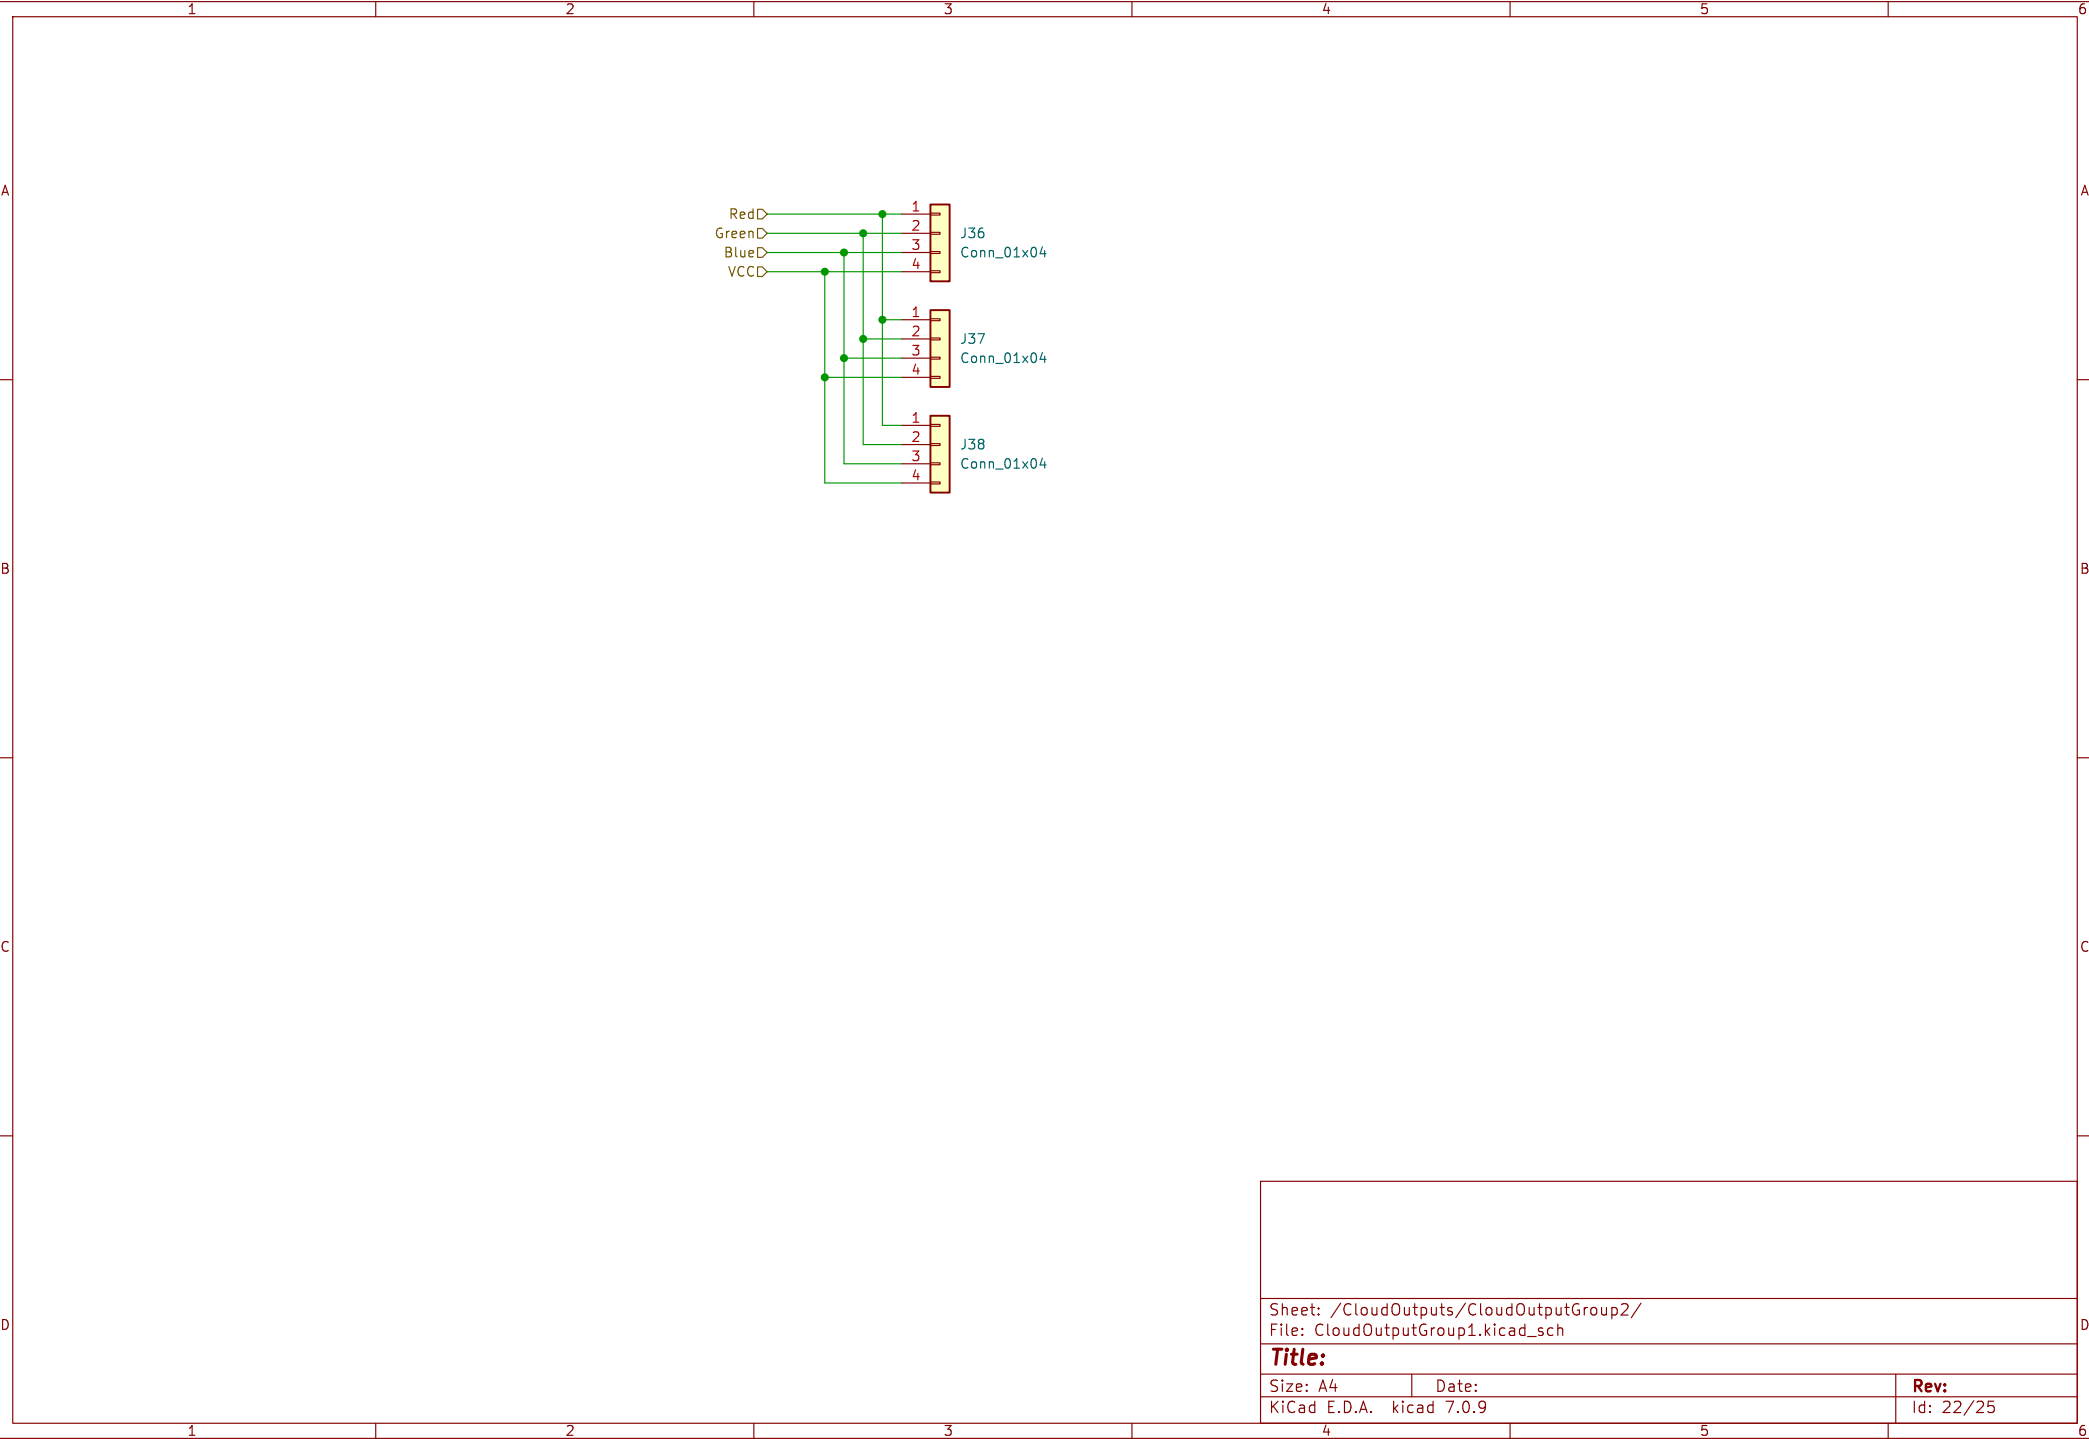 1 2 3 4 5 6
A A
Red 1
Green 2 J36
Blue 3 Conn_01x04
VCC 4
1
2 J37
3 Conn_01x04
4
1
2 J38
3 Conn_01x04
4
B B
C C
Sheet: /CloudOutputs/CloudOutputGroup2/
D D
File: CloudOutputGroup1.kicad_sch
Title:
Size: A4 Date: Rev:
KiCad E.D.A. kicad 7.0.9 Id: 22/25
1 2 3 4 5 6